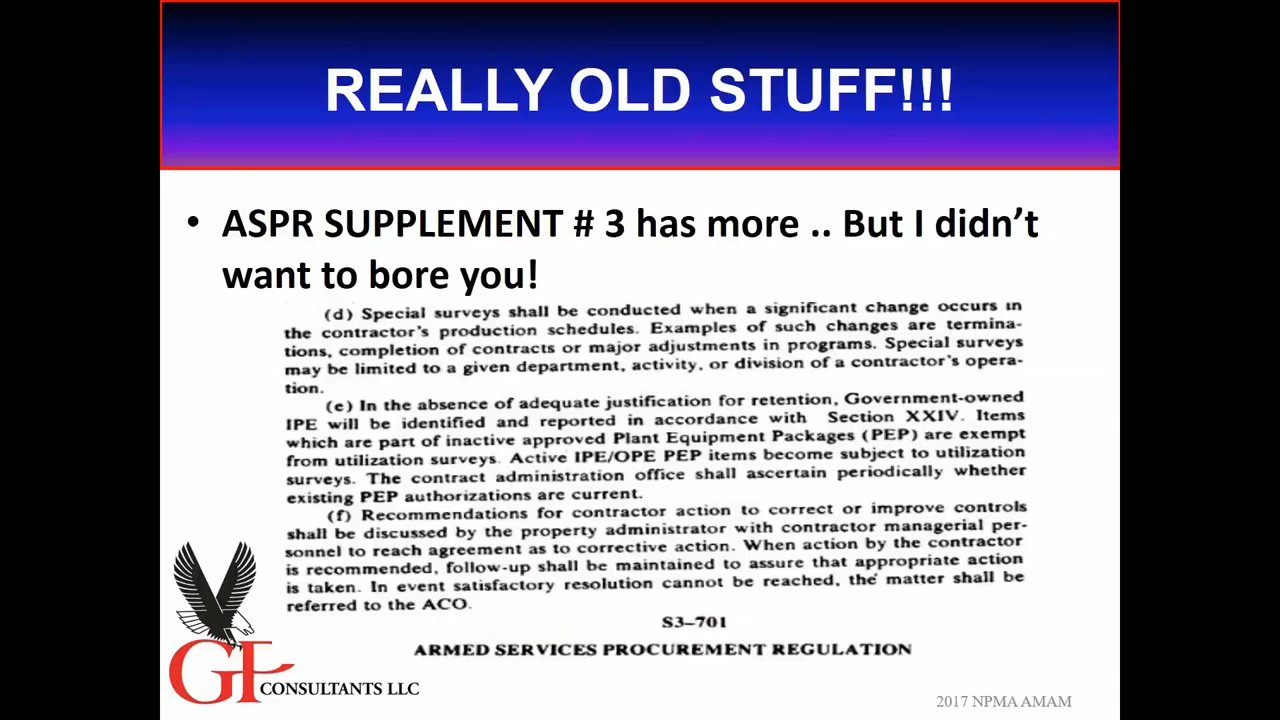 REALLY OLD STUFF!!!
• ASPR SUPPLEMENT # 3 has more .. But I didn't
want to bore you!
(d) Special surveys shall be conducted when a significant change occurs in
the contractor's production schedules. Examples of such changes are termina-
tions, completion of contracts or major adjustments in programs. Special surveys
may be limited to a given department, activity, or division of a contractor's opera-
tion.
(e) In the absence of adequate justification for retention, Government-owned
IPE will be identified and reported in accordance with Section XXIV. Items
which are part of inactive approved Plant Equipment Packages (PEP) are exempt
from utilization surveys. Active IPE/OPE PEP items become subject to utilization
surveys. The contract administration office shall ascertain periodically whether
existing PEP authorizations are current.
(f) Recommendations for contractor action to correct or improve controls
shall be discussed by the property administrator with contractor managerial per-
sonnel to reach agreement as to corrective action. When action by the contractor
is recommended, follow-up shall be maintained to assure that appropriate action
is taken. In event satisfactory resolution cannot be reached, the matter shall be
referred to the ACO.
S3-701
ARMED SERVICES PROCUREMENT REGULATION
GP CONSULTANTS LLC
2017 NPMA AMAM